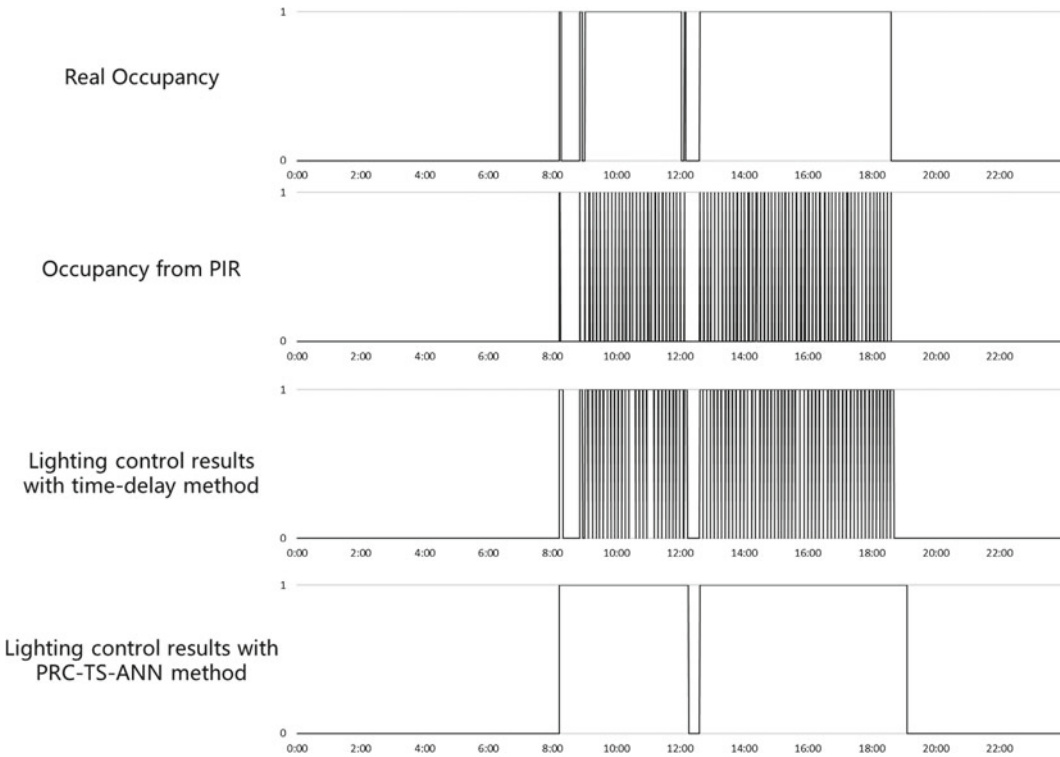 1
Real Occupancy
0
0:00 2:00 4:00 6:00 8:00 10:00 12:00 14:00 16:00 18:00 20:00 22:00
1
Occupancy from PIR
0
0:00 2:00 4:00 6:00 8:00 10:00 12:00 14:00 16:00 18:00 20:00 22:00
1
Lighting control results
with time-delay method
0
0:00 2:00 4:00 6:00 8:00 10:00 12:00 14:00 16:00 18:00 20:00 22:00
1
Lighting control results with
PRC-TS-ANN method
0
0:00 2:00 4:00 6:00 8:00 10:00 12:00 14:00 16:00 18:00 20:00 22:00